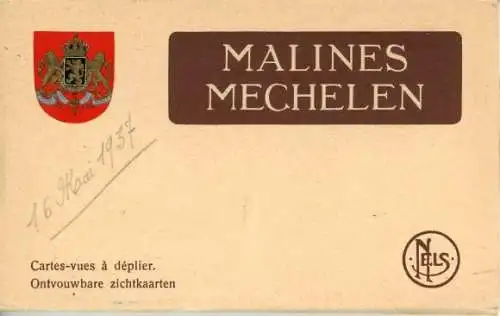 MALINES
MECHELEN
16 Mai 1937
Cartes-vues à déplier.
Ontvouwbare zichtkaarten
NELS